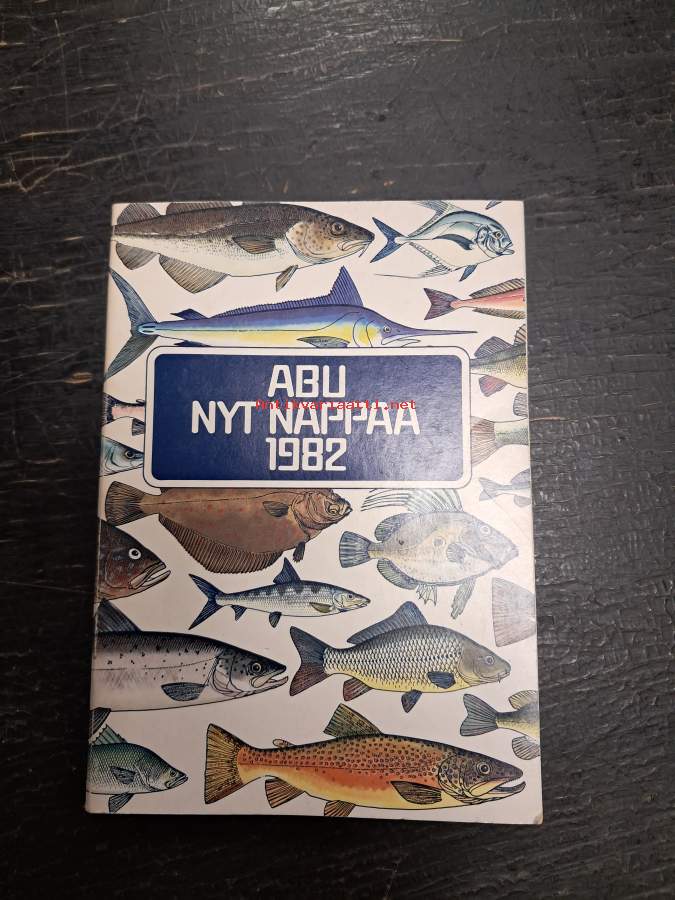 ABU
Antikvariaatti.net
NYT NAPPAA
1982